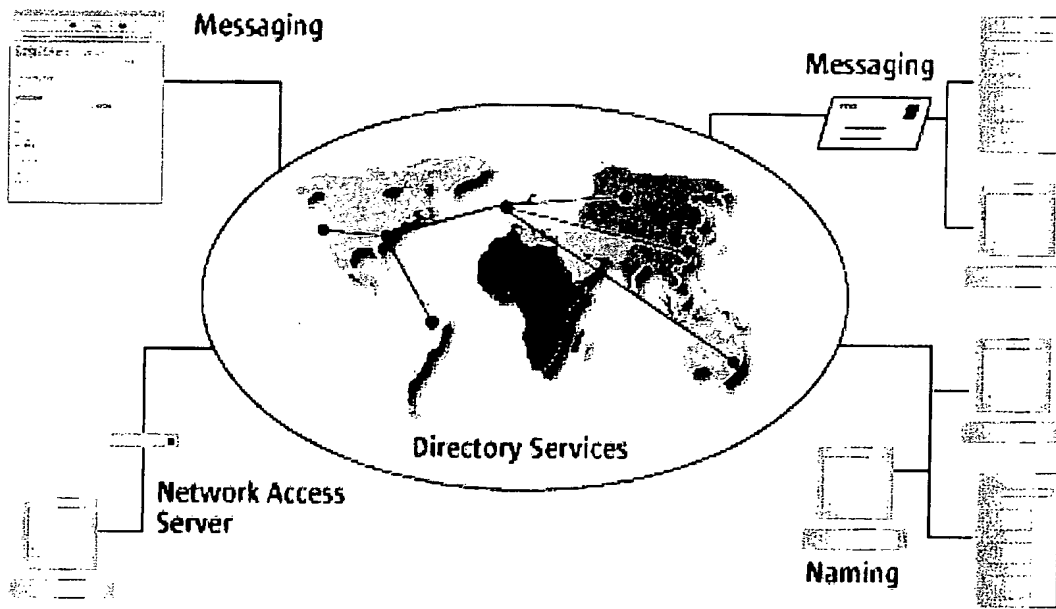 Messaging
Messaging
Directory Services
Network Access
Server
Naming